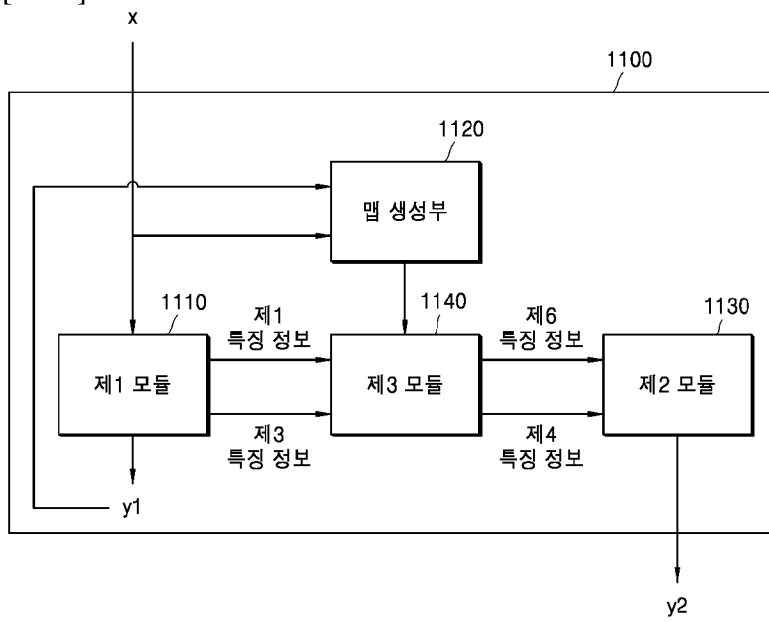 x
1100
1120
맵 생성부
1110
제1
특징 정보
1140
제6
특징 정보
1130
제1 모듈
제3 모듈
제2 모듈
제3
특징 정보
제4
특징 정보
y1
y2